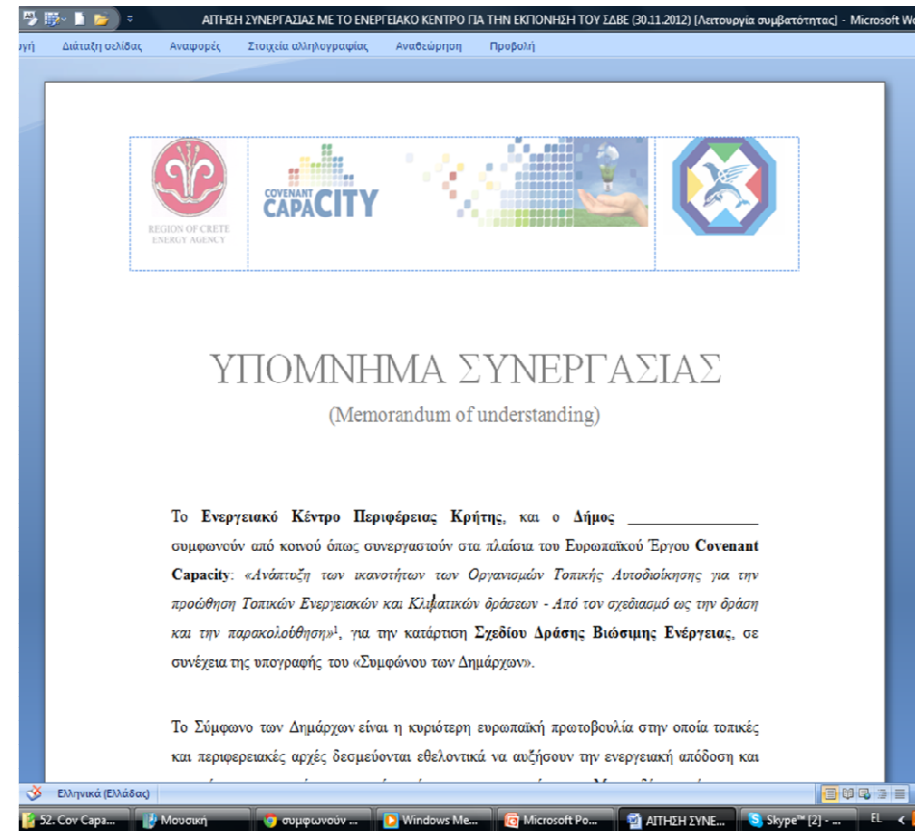 ΑΙΤΗΣΗ ΣΥΝΕΡΓΑΣΙΑΣ ΜΕ ΤΟ ΕΝΕΡΓΕΙΑΚΟ ΚΕΝΤΡΟ ΓΙΑ ΤΗΝ ΕΚΠΟΝΗΣΗ ΤΟΥ ΣΔΒΕ (30.11.2012) [Λειτουργία συμβατότητας] - Microsoft Wo
ωγή Διάταξη σελίδας Αναφορές Στοιχεία αλληλογραφίας Αναθεώρηση Προβολή
COVENANT
CAPACITY
REGION OF CRETE
ENERGY AGENCY
ΥΠΟΜΝΗΜΑ ΣΥΝΕΡΓΑΣΙΑΣ
(Memorandum of understanding)
Το Ενεργειακό Κέντρο Περιφέρειας Κρήτης, και ο Δήμος _______________
συμφωνούν από κοινού όπως συνεργαστούν στα πλαίσια του Ευρωπαϊκού Έργου Covenant
Capacity: «Ανάπτυξη των ικανοτήτων των Οργανισμών Τοπικής Αυτοδιοίκησης για την
προώθηση Τοπικών Ενεργειακών και Κλιματικών δράσεων - Από τον σχεδιασμό ως την δράση
και την παρακολούθηση»¹, για την κατάρτιση Σχεδίου Δράσης Βιώσιμης Ενέργειας, σε
συνέχεια της υπογραφής του «Συμφώνου των Δημάρχων».
Το Σύμφωνο των Δημάρχων είναι η κυριότερη ευρωπαϊκή πρωτοβουλία στην οποία τοπικές
και περιφερειακές αρχές δεσμεύονται εθελοντικά να αυξήσουν την ενεργειακή απόδοση και
Ελληνικά (Ελλάδας)
52. Cov Capa... Μουσική συμφωνούν ... Windows Me... Microsoft Po... ΑΙΤΗΣΗ ΣΥΝΕ... Skype™ [2] - ... EL